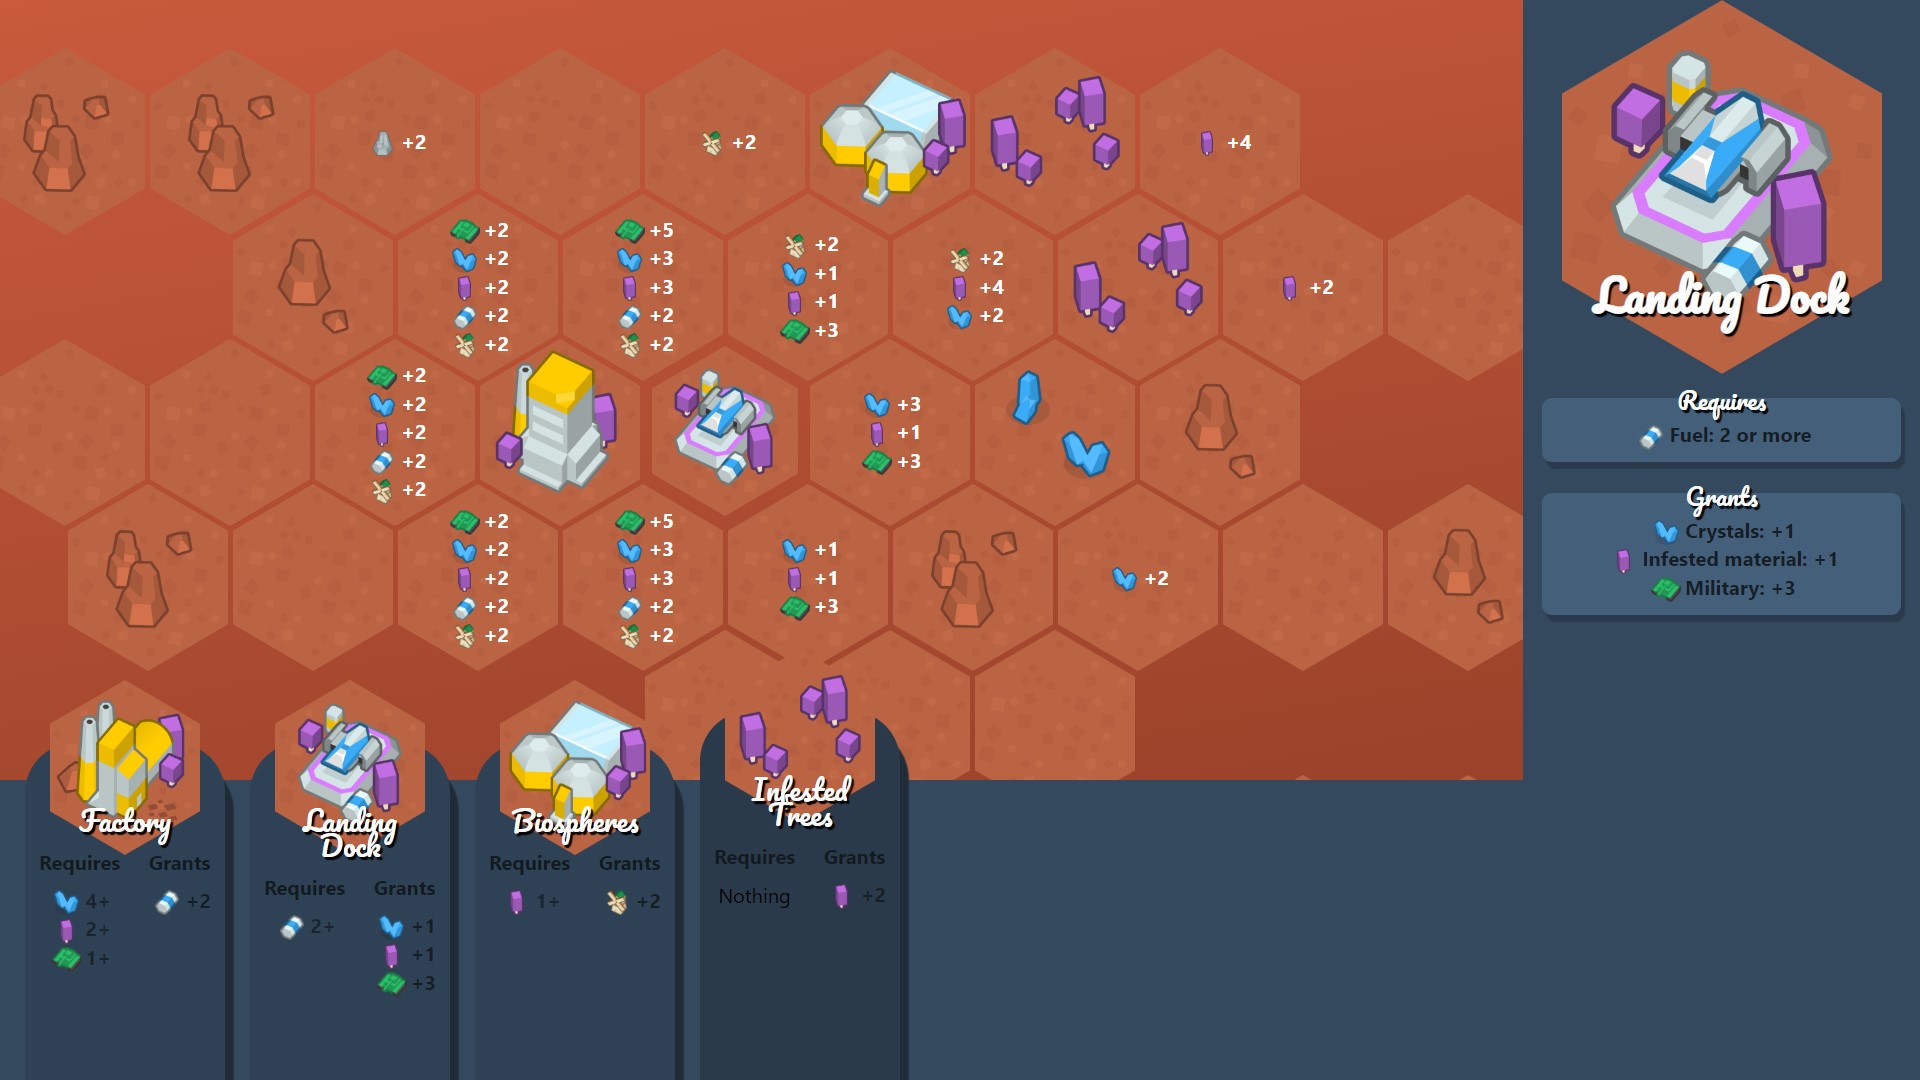 +2
+2
+4
+2
+2
+2
+2
+2
+5
+3
+3
+2
+2
+2
+1
+1
+3
+2
+4
+2
+2
+2
+2
+2
+2
+2
+3
+1
+3
+2
+2
+2
+2
+2
+5
+3
+3
+2
+2
+1
+1
+3
+2
Landing Dock
Requires
Fuel: 2 or more
Grants
Crystals: +1
Infested material: +1
Military: +3
Factory
Requires Grants
4+ +2
2+
1+
Landing
Dock
Requires Grants
2+ +1
+1
+3
Biospheres
Requires Grants
1+ +2
Infested
Trees
Requires Grants
Nothing +2